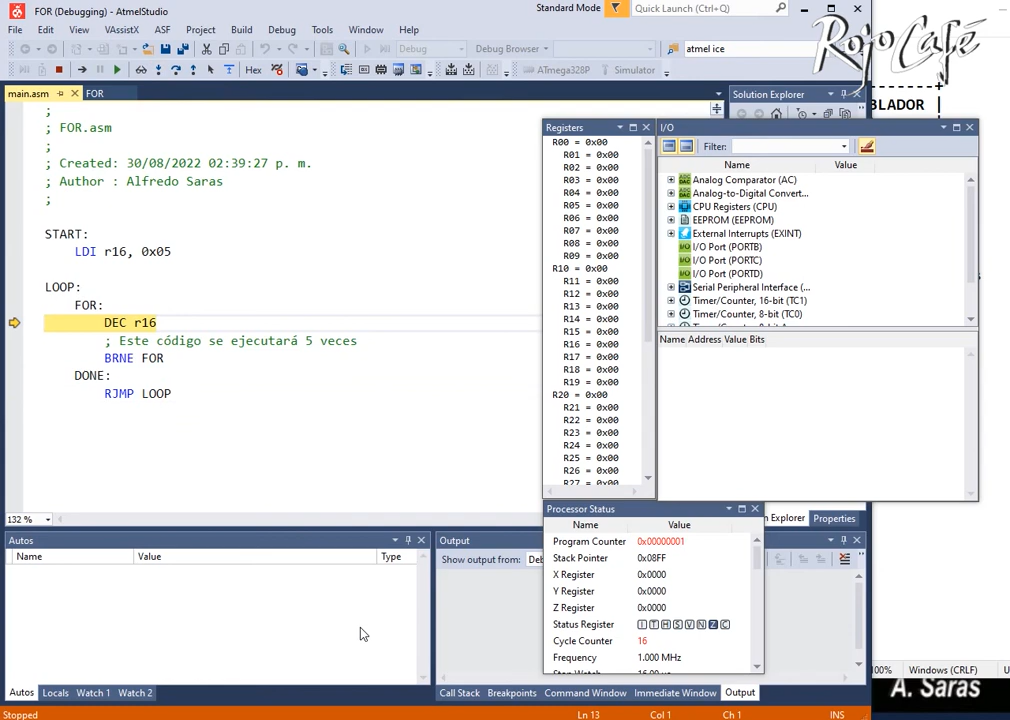 FOR (Debugging) - AtmelStudio
Standard Mode
Quick Launch (Ctrl+Q)
File Edit View VAssistX ASF Project Build Debug Tools Window Help
Debug
Debug Browser
atmel ice
Hex
ATmega328P
Simulator
RojoCafé
BLADOR
main.asm
FOR
;
; FOR.asm
;
; Created: 30/08/2022 02:39:27 p. m.
; Author : Alfredo Saras
;
START:
LDI r16, 0x05
LOOP:
FOR:
DEC r16
; Este código se ejecutará 5 veces
BRNE FOR
DONE:
RJMP LOOP
132 %
Solution Explorer
Registers
R00 = 0x00
R01 = 0x00
R02 = 0x00
R03 = 0x00
R04 = 0x00
R05 = 0x00
R06 = 0x00
R07 = 0x00
R08 = 0x00
R09 = 0x00
R10 = 0x00
R11 = 0x00
R12 = 0x00
R13 = 0x00
R14 = 0x00
R15 = 0x00
R16 = 0x00
R17 = 0x00
R18 = 0x00
R19 = 0x00
R20 = 0x00
R21 = 0x00
R22 = 0x00
R23 = 0x00
R24 = 0x00
R25 = 0x00
R26 = 0x00
R27 = 0x00
I/O
Filter:
Name Value
Analog Comparator (AC)
Analog-to-Digital Convert...
CPU Registers (CPU)
EEPROM (EEPROM)
External Interrupts (EXINT)
I/O Port (PORTB)
I/O Port (PORTC)
I/O Port (PORTD)
Serial Peripheral Interface (...
Timer/Counter, 16-bit (TC1)
Timer/Counter, 8-bit (TC0)
Name Address Value Bits
Explorer
Properties
Autos
Name Value Type
Autos Locals Watch 1 Watch 2
Output
Show output from:
Processor Status
Name Value
Program Counter 0x00000001
Stack Pointer 0x08FF
X Register 0x0000
Y Register 0x0000
Z Register 0x0000
Status Register I T H S V N Z C
Cycle Counter 16
Frequency 1.000 MHz
Call Stack Breakpoints Command Window Immediate Window Output
100% Windows (CRLF)
A. Saras
Stopped
Ln 13 Col 1 Ch 1 INS